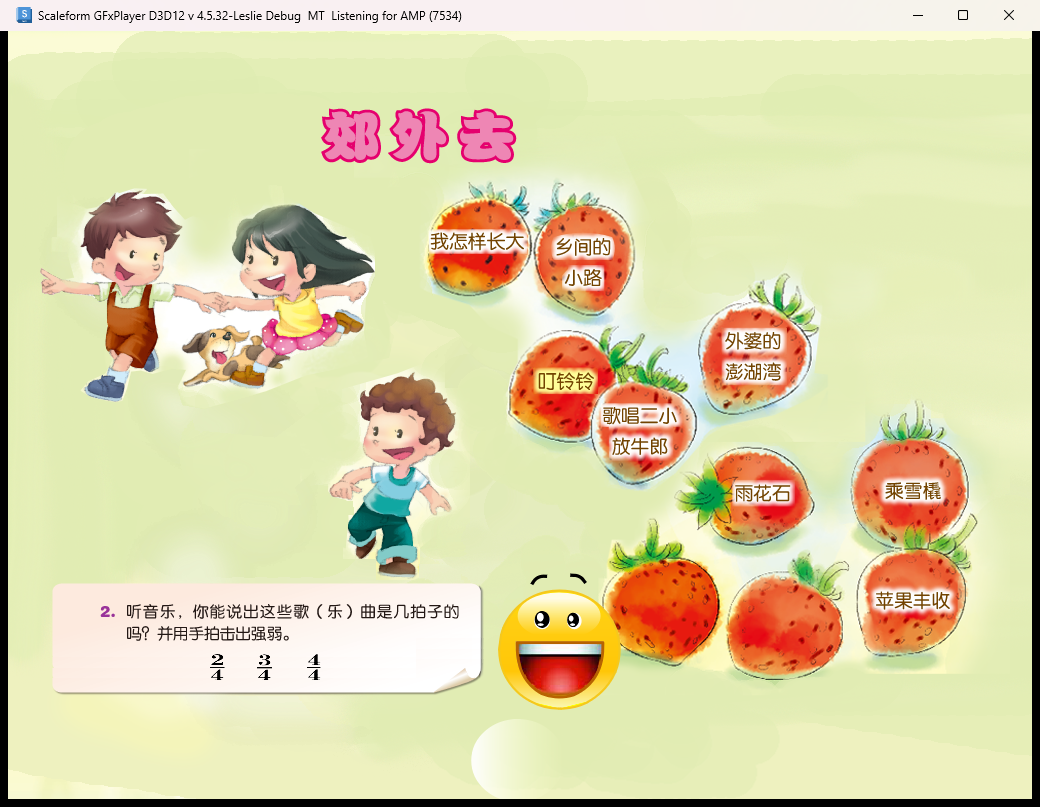 Scaleform GFxPlayer D3D12 v 4.5.32-Leslie Debug  MT  Listening for AMP (7534)
郊外去
我怎样长大
乡间的
小路
外婆的
澎湖湾
叮铃铃
歌唱二小
放牛郎
雨花石
乘雪橇
苹果丰收
2. 听音乐，你能说出这些歌（乐）曲是几拍子的
吗？并用手拍击出强弱。
2/4 3/4 4/4